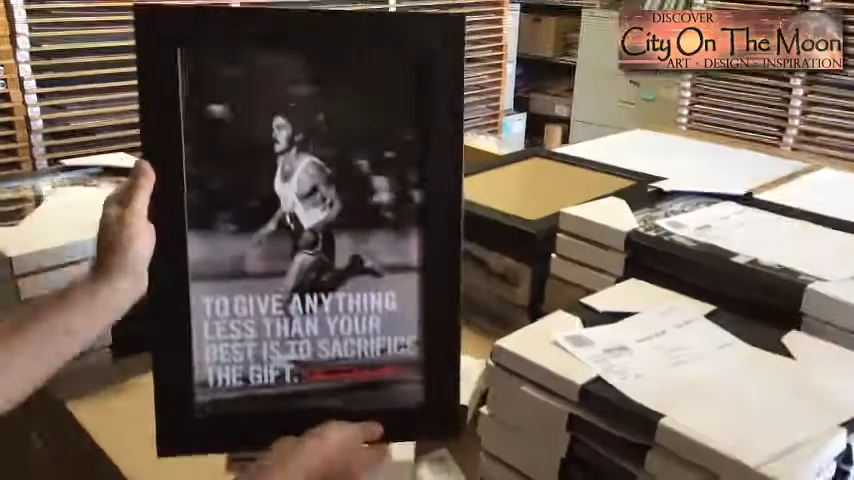 DISCOVER
City On The Moon
ART - DESIGN - INSPIRATION
TO GIVE ANYTHING
LESS THAN YOUR
BEST IS TO SACRIFICE
THE GIFT.